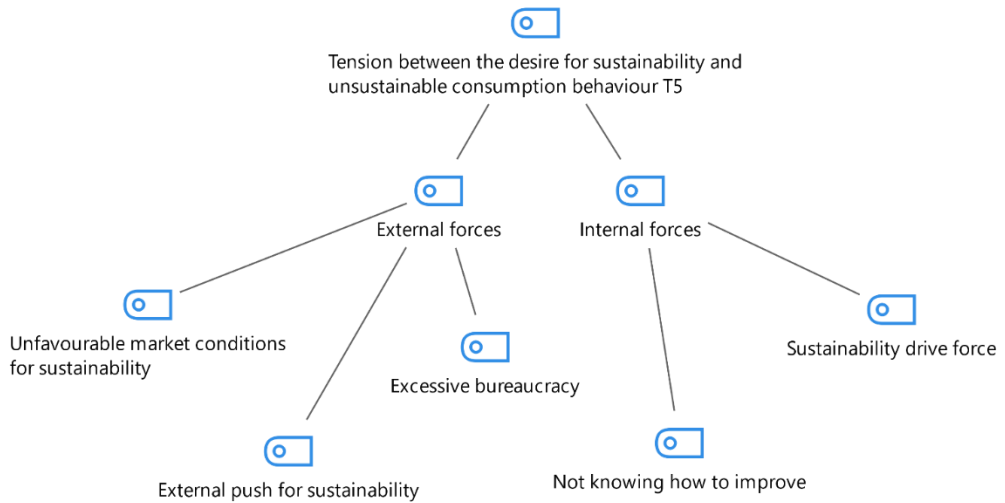 Tension between the desire for sustainability and
unsustainable consumption behaviour T5
External forces
Internal forces
Unfavourable market conditions
for sustainability
Excessive bureaucracy
Sustainability drive force
External push for sustainability
Not knowing how to improve